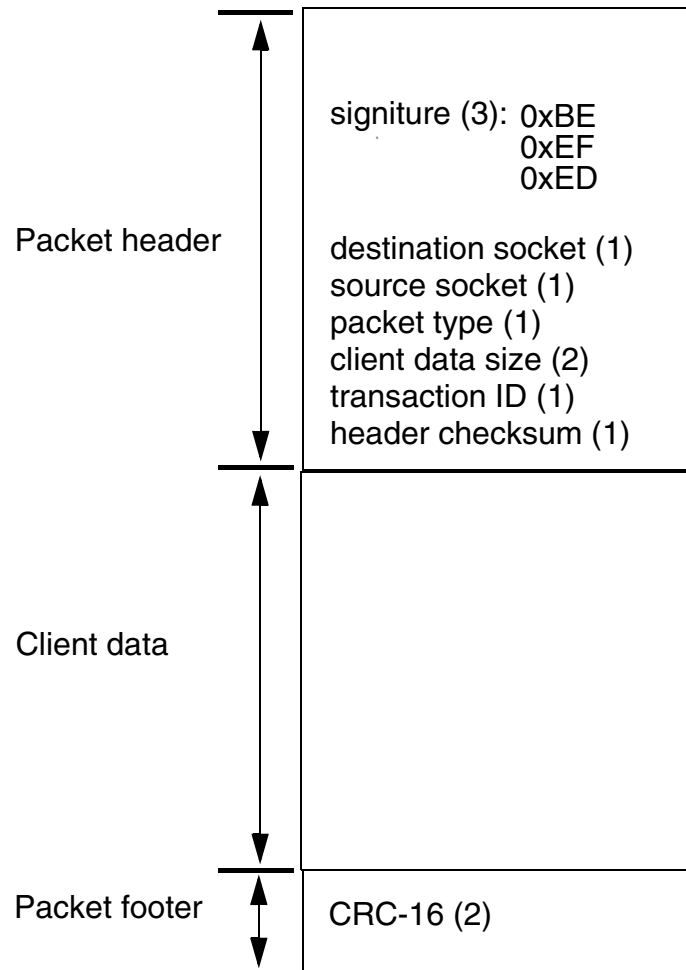 signiture (3): 0xBE
0xEF
0xED
Packet header
destination socket (1)
source socket (1)
packet type (1)
client data size (2)
transaction ID (1)
header checksum (1)
Client data
Packet footer
CRC-16 (2)